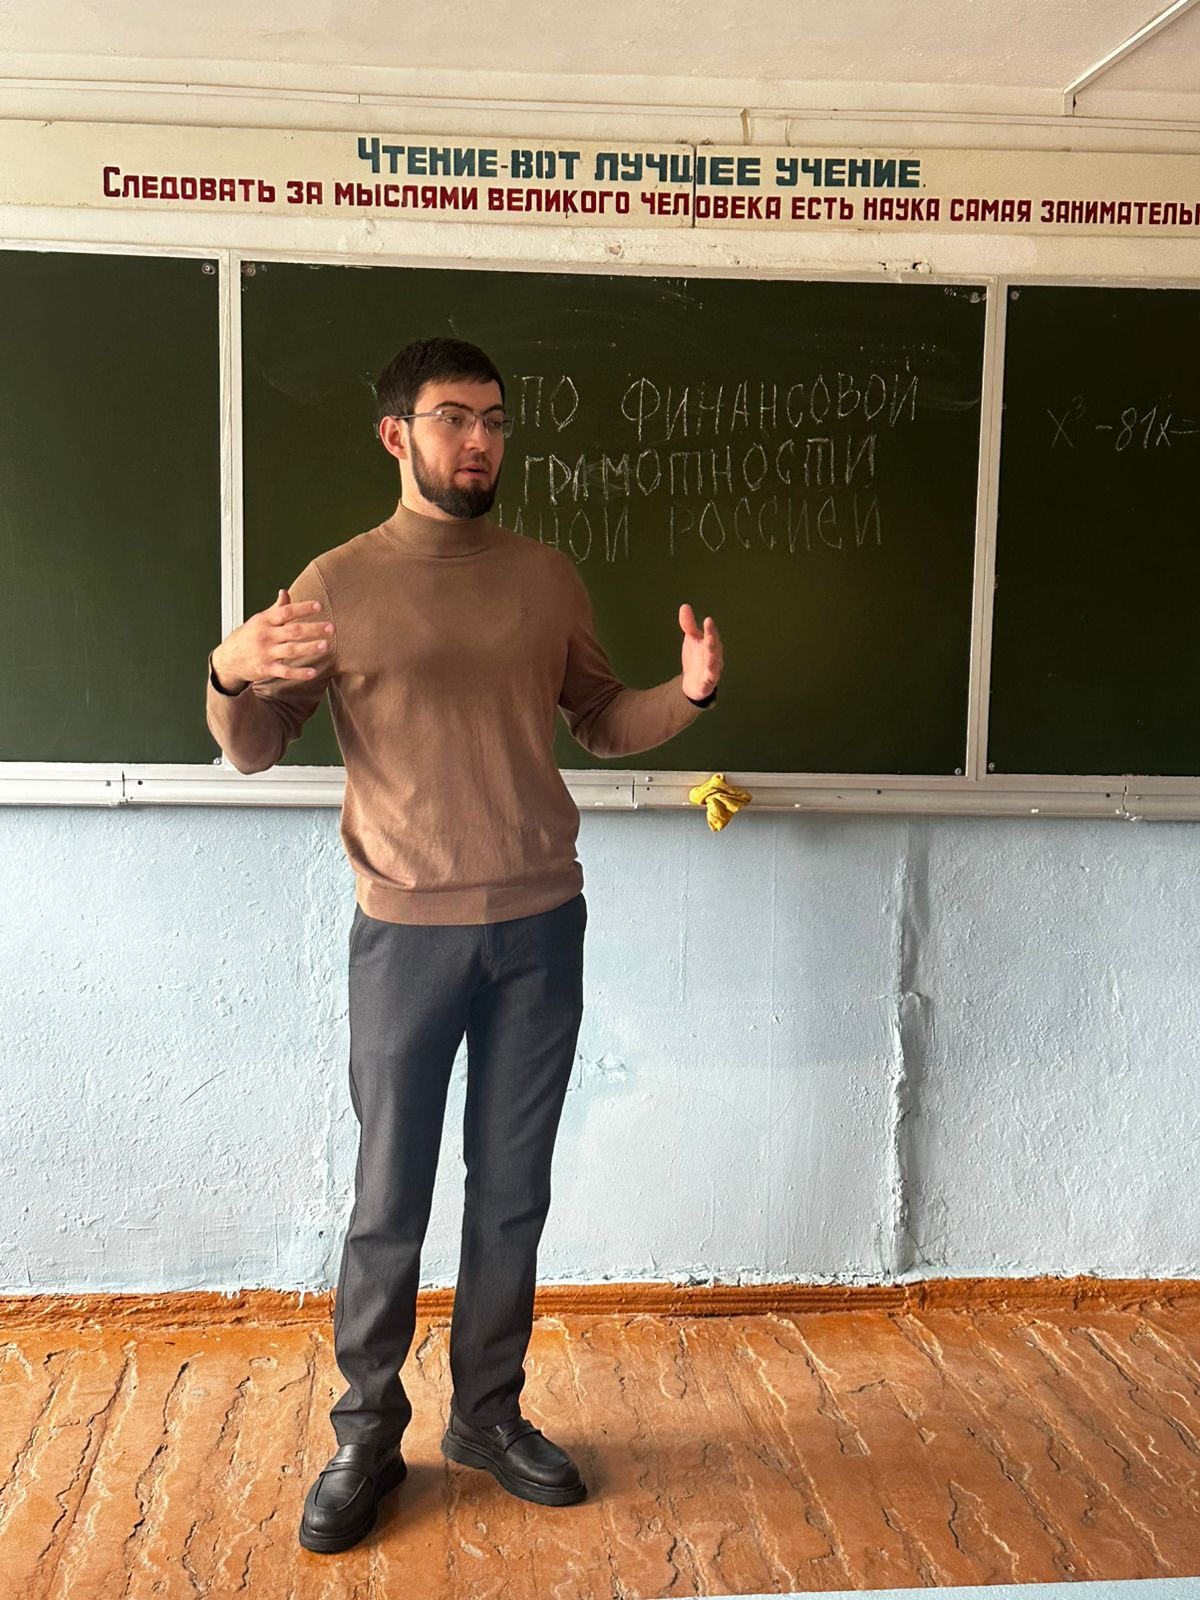 Чтение-вот лучшее учение.
Следовать за мыслями великого человека есть наука самая занимательн
ПО ФИНАНСОВОЙ
ГРАМОТНОСТИ
РОССИЕЙ
x³ - 81x =